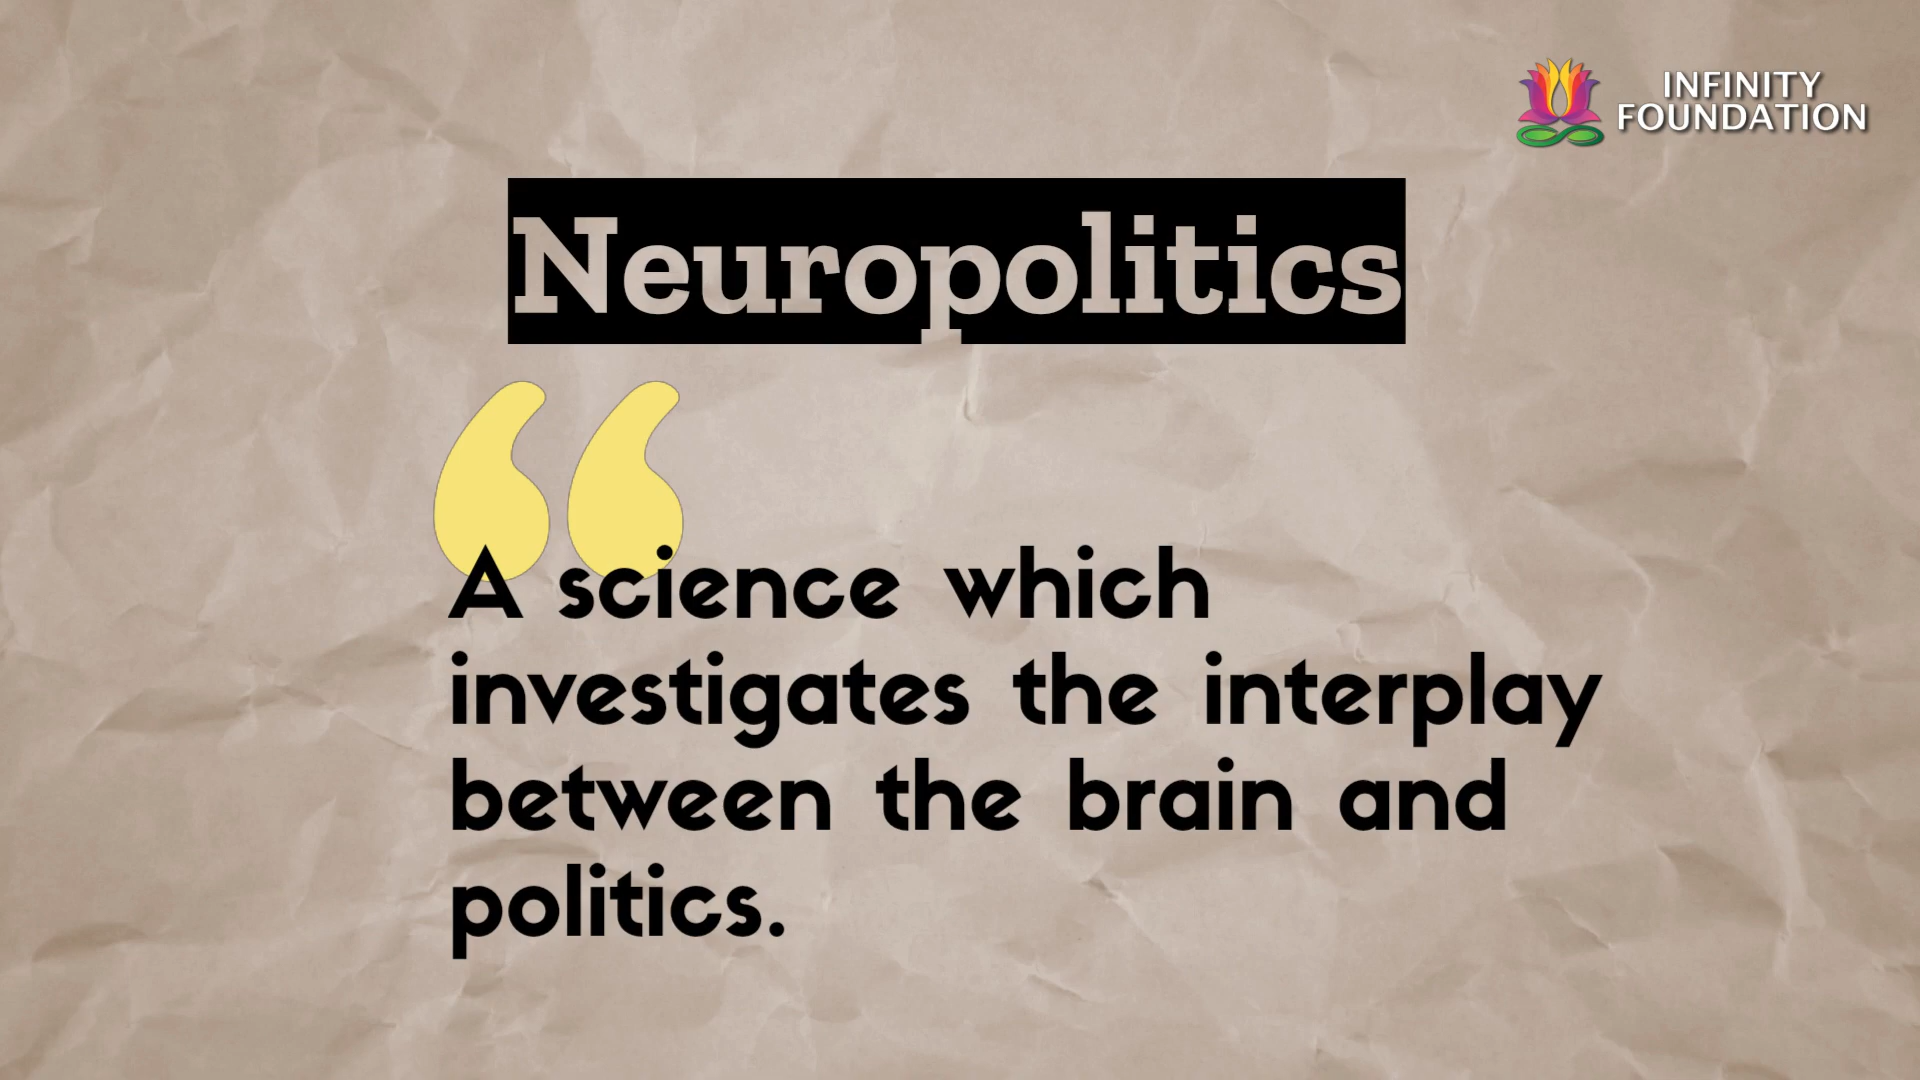 INFINITY
FOUNDATION
Neuropolitics
“
A science which
investigates the interplay
between the brain and
politics.